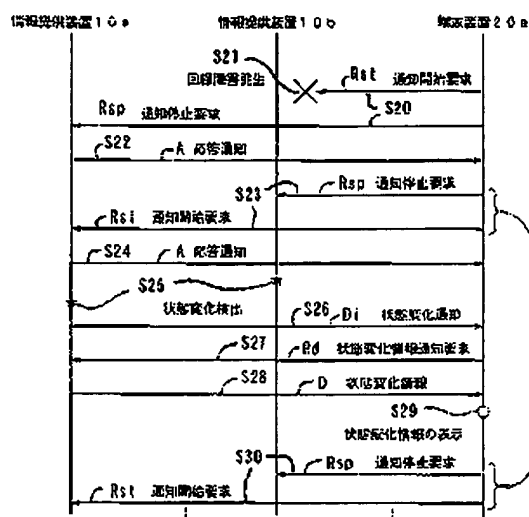 情報提供装置10a 情報提供装置10b 端末装置20a
S21
回線障害発生 Rst 通知開始要求
Rsp 通知停止要求 S20
S22 A 応答通知
S23 Rsp 通知停止要求
Rst 通知開始要求
S24 A 応答通知
S25
状態変化検出 S26 Di 状態変化通知
S27 Rd 状態変化情報通知要求
S28 D 状態変化情報
S29
状態変化情報の表示
S30 Rsp 通知停止要求
Rst 通知開始要求